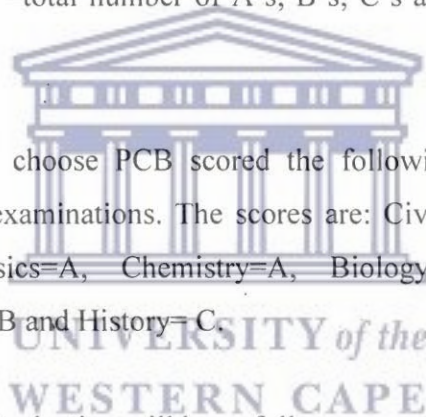 total number of A's, B's, C's a
choose PCB scored the followi
examinations. The scores are: Civ
sics=A, Chemistry=A, Biology
B and History= C.
UNIVERSITY of the
WESTERN CAPE